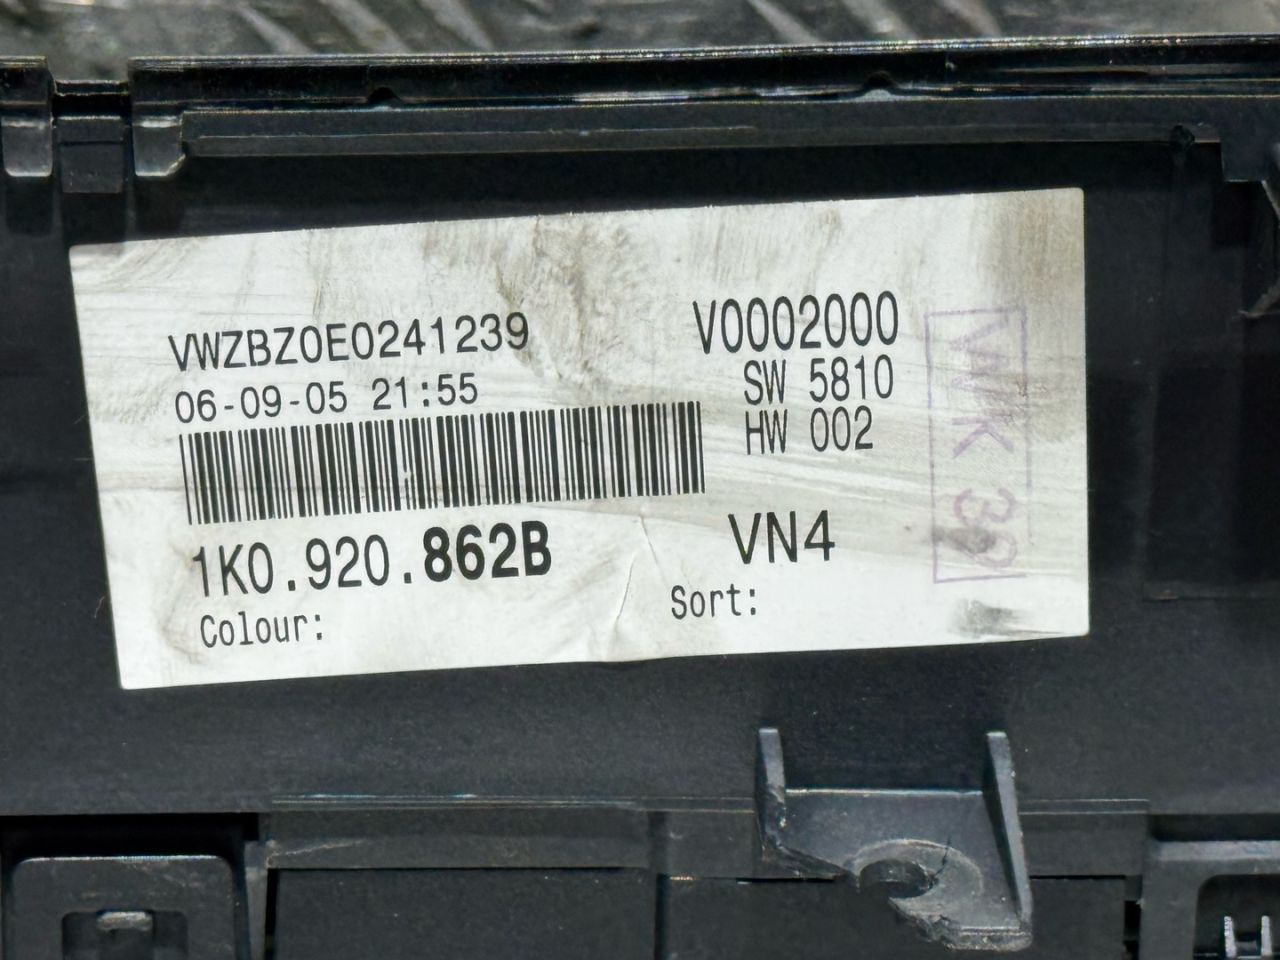 VWZBZ0E0241239
06-09-05 21:55
V0002000
SW 5810
HW 002
1K0.920.862B
VN4
Colour:
Sort: